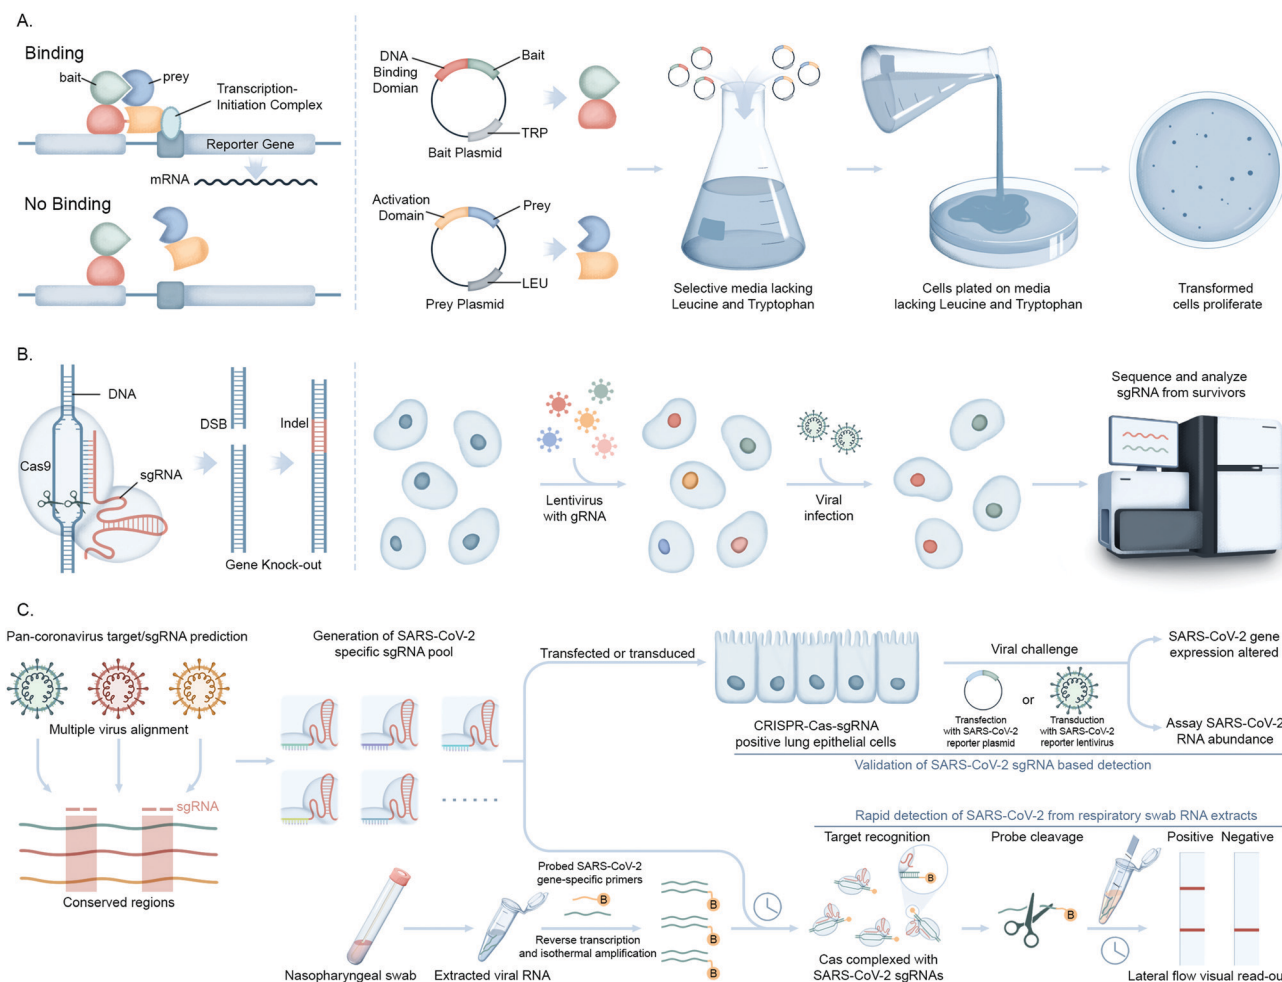 A.
Binding
bait
prey
Transcription-
Initiation Complex
Reporter Gene
mRNA
No Binding
DNA
Binding
Domian
Bait
TRP
Bait Plasmid
Activation
Domain
Prey
LEU
Prey Plasmid
Selective media lacking
Leucine and Tryptophan
Cells plated on media
lacking Leucine and Tryptophan
Transformed
cells proliferate
B.
DNA
Cas9
sgRNA
DSB
Indel
Gene Knock-out
Lentivirus
with gRNA
Viral
infection
Sequence and analyze
sgRNA from survivors
C.
Pan-coronavirus target/sgRNA prediction
Multiple virus alignment
sgRNA
Conserved regions
Generation of SARS-CoV-2
specific sgRNA pool
Transfected or transduced
CRISPR-Cas-sgRNA
positive lung epithelial cells
Viral challenge
or
Transfection
with SARS-CoV-2
reporter plasmid
Transduction
with SARS-CoV-2
reporter lentivirus
SARS-CoV-2 gene
expression altered
Assay SARS-CoV-2
RNA abundance
Validation of SARS-CoV-2 sgRNA based detection
Rapid detection of SARS-CoV-2 from respiratory swab RNA extracts
Nasopharyngeal swab
Extracted viral RNA
Probed SARS-CoV-2
gene-specific primers
B
Reverse transcription
and isothermal amplification
B
B
B
Target recognition
B
Cas complexed with
SARS-CoV-2 sgRNAs
Probe cleavage
B
Positive
Negative
Lateral flow visual read-out